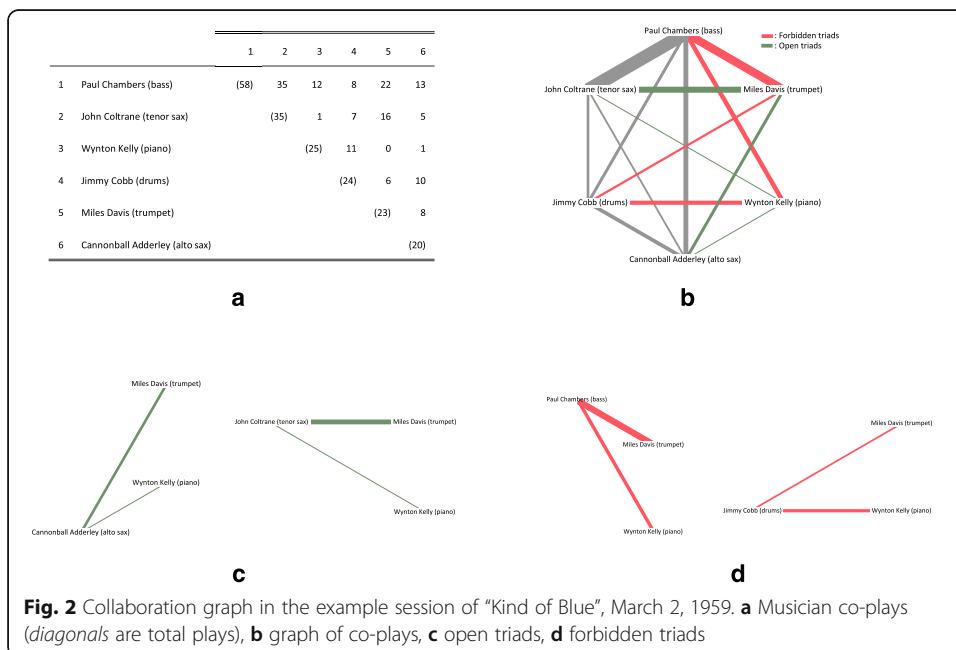 1 2 3 4 5 6
1 Paul Chambers (bass) (58) 35 12 8 22 13
2 John Coltrane (tenor sax) (35) 1 7 16 5
3 Wynton Kelly (piano) (25) 11 0 1
4 Jimmy Cobb (drums) (24) 6 10
5 Miles Davis (trumpet) (23) 8
6 Cannonball Adderley (alto sax) (20)
a
Paul Chambers (bass)
: Forbidden triads
: Open triads
John Coltrane (tenor sax) Miles Davis (trumpet)
Jimmy Cobb (drums) Wynton Kelly (piano)
Cannonball Adderley (alto sax)
b
Miles Davis (trumpet)
Wynton Kelly (piano)
Cannonball Adderley (alto sax)
John Coltrane (tenor sax) Miles Davis (trumpet)
Wynton Kelly (piano)
c
Paul Chambers (bass)
Miles Davis (trumpet)
Wynton Kelly (piano)
Miles Davis (trumpet)
Jimmy Cobb (drums) Wynton Kelly (piano)
d
Fig. 2 Collaboration graph in the example session of “Kind of Blue”, March 2, 1959. a Musician co-plays
(diagonals are total plays), b graph of co-plays, c open triads, d forbidden triads